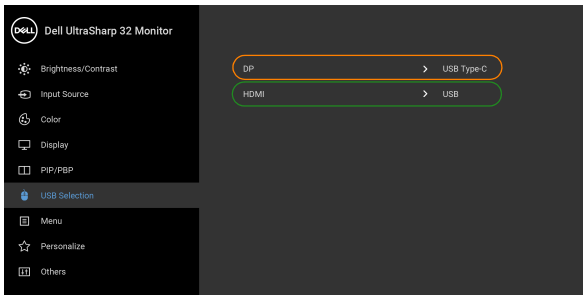 DELL Dell UltraSharp 32 Monitor
Brightness/Contrast
Input Source
Color
Display
PIP/PBP
USB Selection
Menu
Personalize
Others
DP > USB Type-C
HDMI > USB